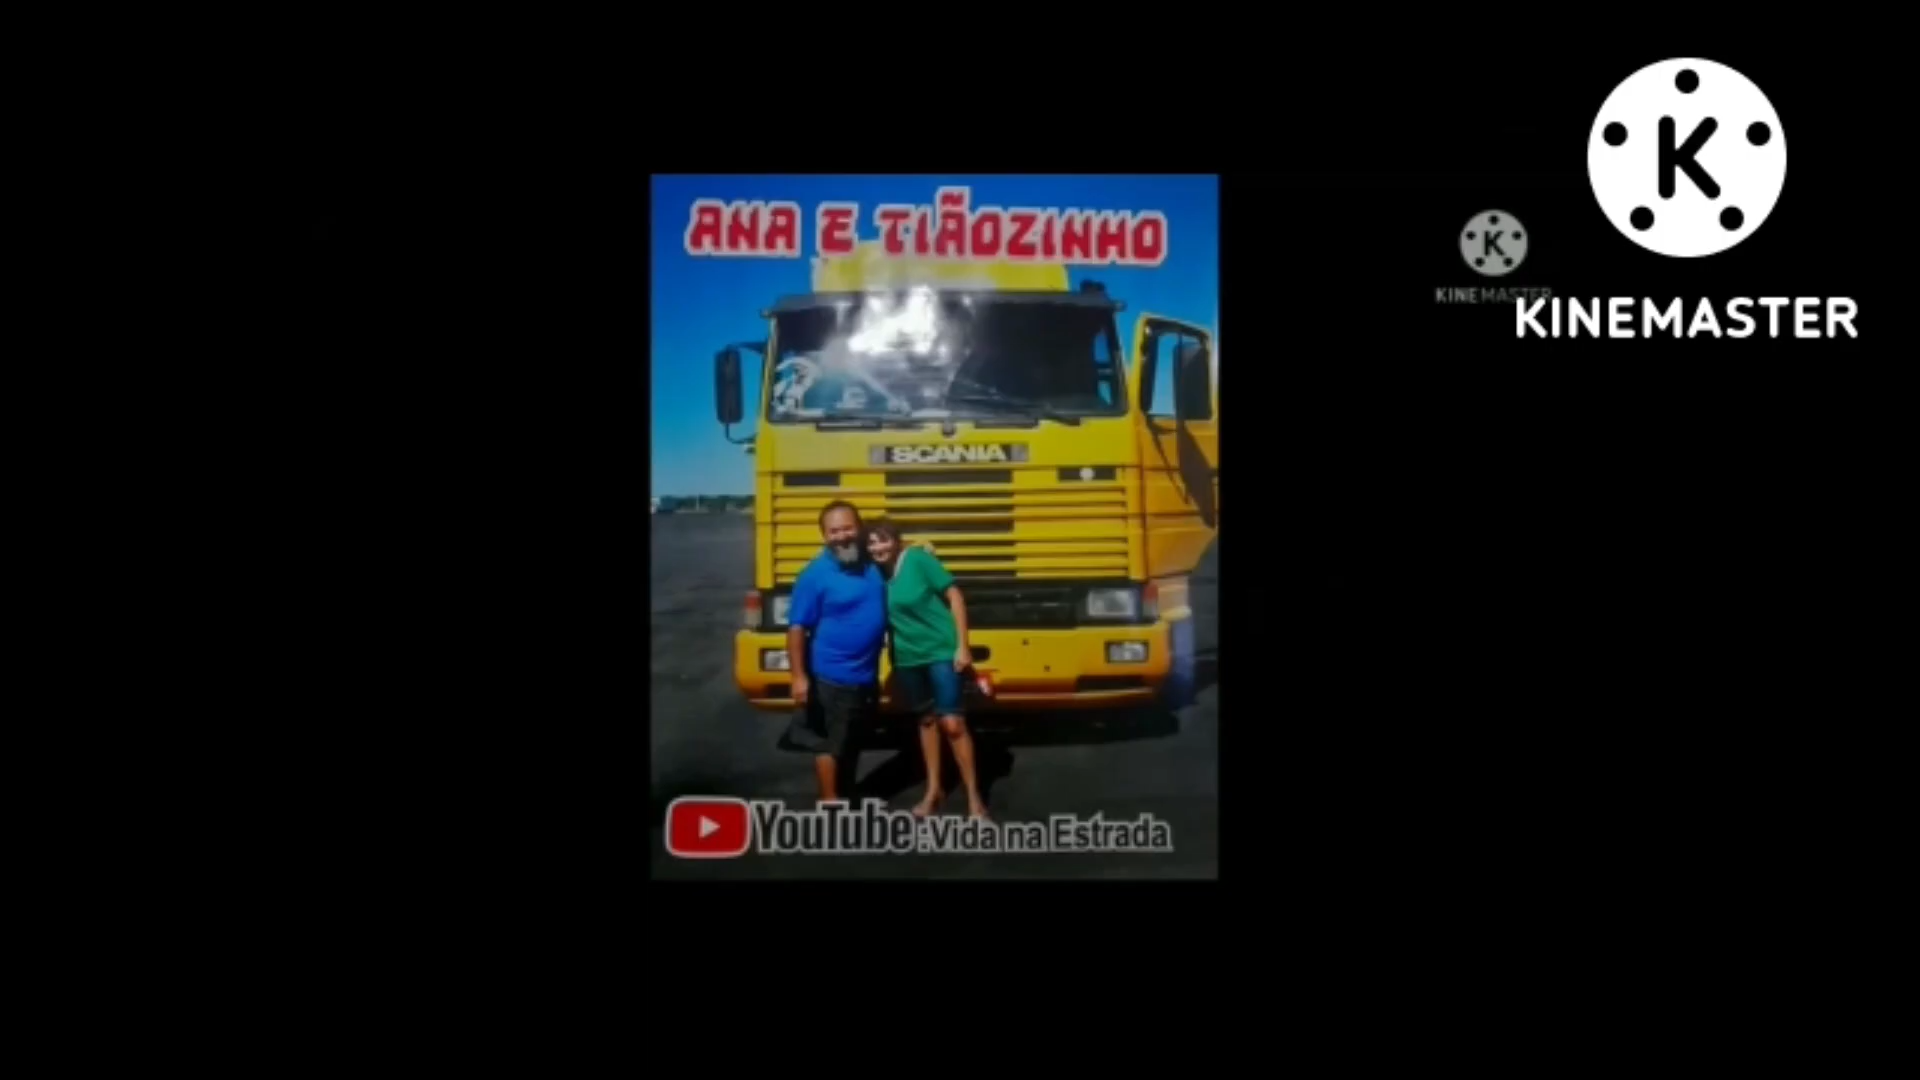 ANA E TIÃOZINHO
SCANIA
YouTube:Vida na Estrada
K
KINEMASTER
K
KINEMASTER